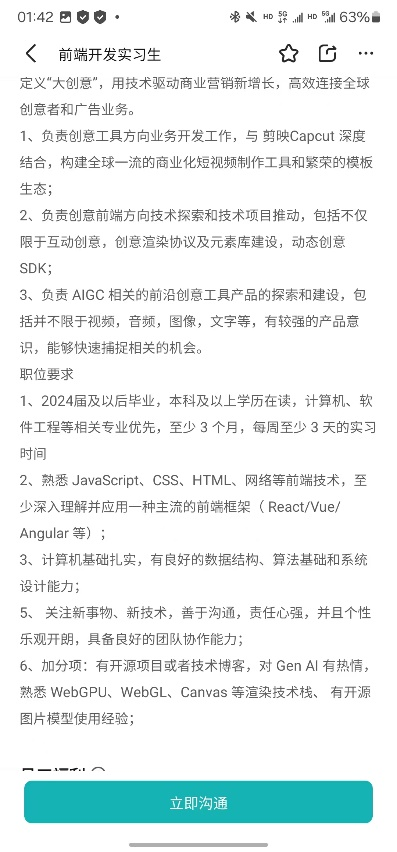 01:42
HD 5G HD 5G 63%
前端开发实习生
定义“大创意”，用技术驱动商业营销新增长，高效连接全球
创意者和广告业务。
1、负责创意工具方向业务开发工作，与 剪映Capcut 深度
结合，构建全球一流的商业化短视频制作工具和繁荣的模板
生态；
2、负责创意前端方向技术探索和技术项目推动，包括不仅
限于互动创意，创意渲染协议及元素库建设，动态创意
SDK；
3、负责 AIGC 相关的前沿创意工具产品的探索和建设，包
括并不限于视频，音频，图像，文字等，有较强的产品意
识，能够快速捕捉相关的机会。
职位要求
1、2024届及以后毕业，本科及以上学历在读，计算机、软
件工程等相关专业优先，至少 3 个月，每周至少 3 天的实习
时间
2、熟悉 JavaScript、CSS、HTML、网络等前端技术，至
少深入理解并应用一种主流的前端框架（ React/Vue/
Angular 等）；
3、计算机基础扎实，有良好的数据结构、算法基础和系统
设计能力；
5、 关注新事物、新技术，善于沟通，责任心强，并且个性
乐观开朗，具备良好的团队协作能力；
6、加分项：有开源项目或者技术博客，对 Gen AI 有热情，
熟悉 WebGPU、WebGL、Canvas 等渲染技术栈、 有开源
图片模型使用经验；
立即沟通